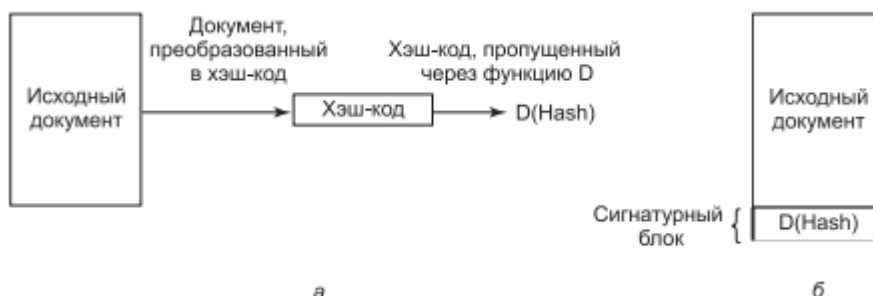 Исходный
документ
Документ,
преобразованный
в хэш-код
Хэш-код
Хэш-код, пропущенный
через функцию D
D(Hash)
а
Исходный
документ
Сигнатурный
блок
D(Hash)
б